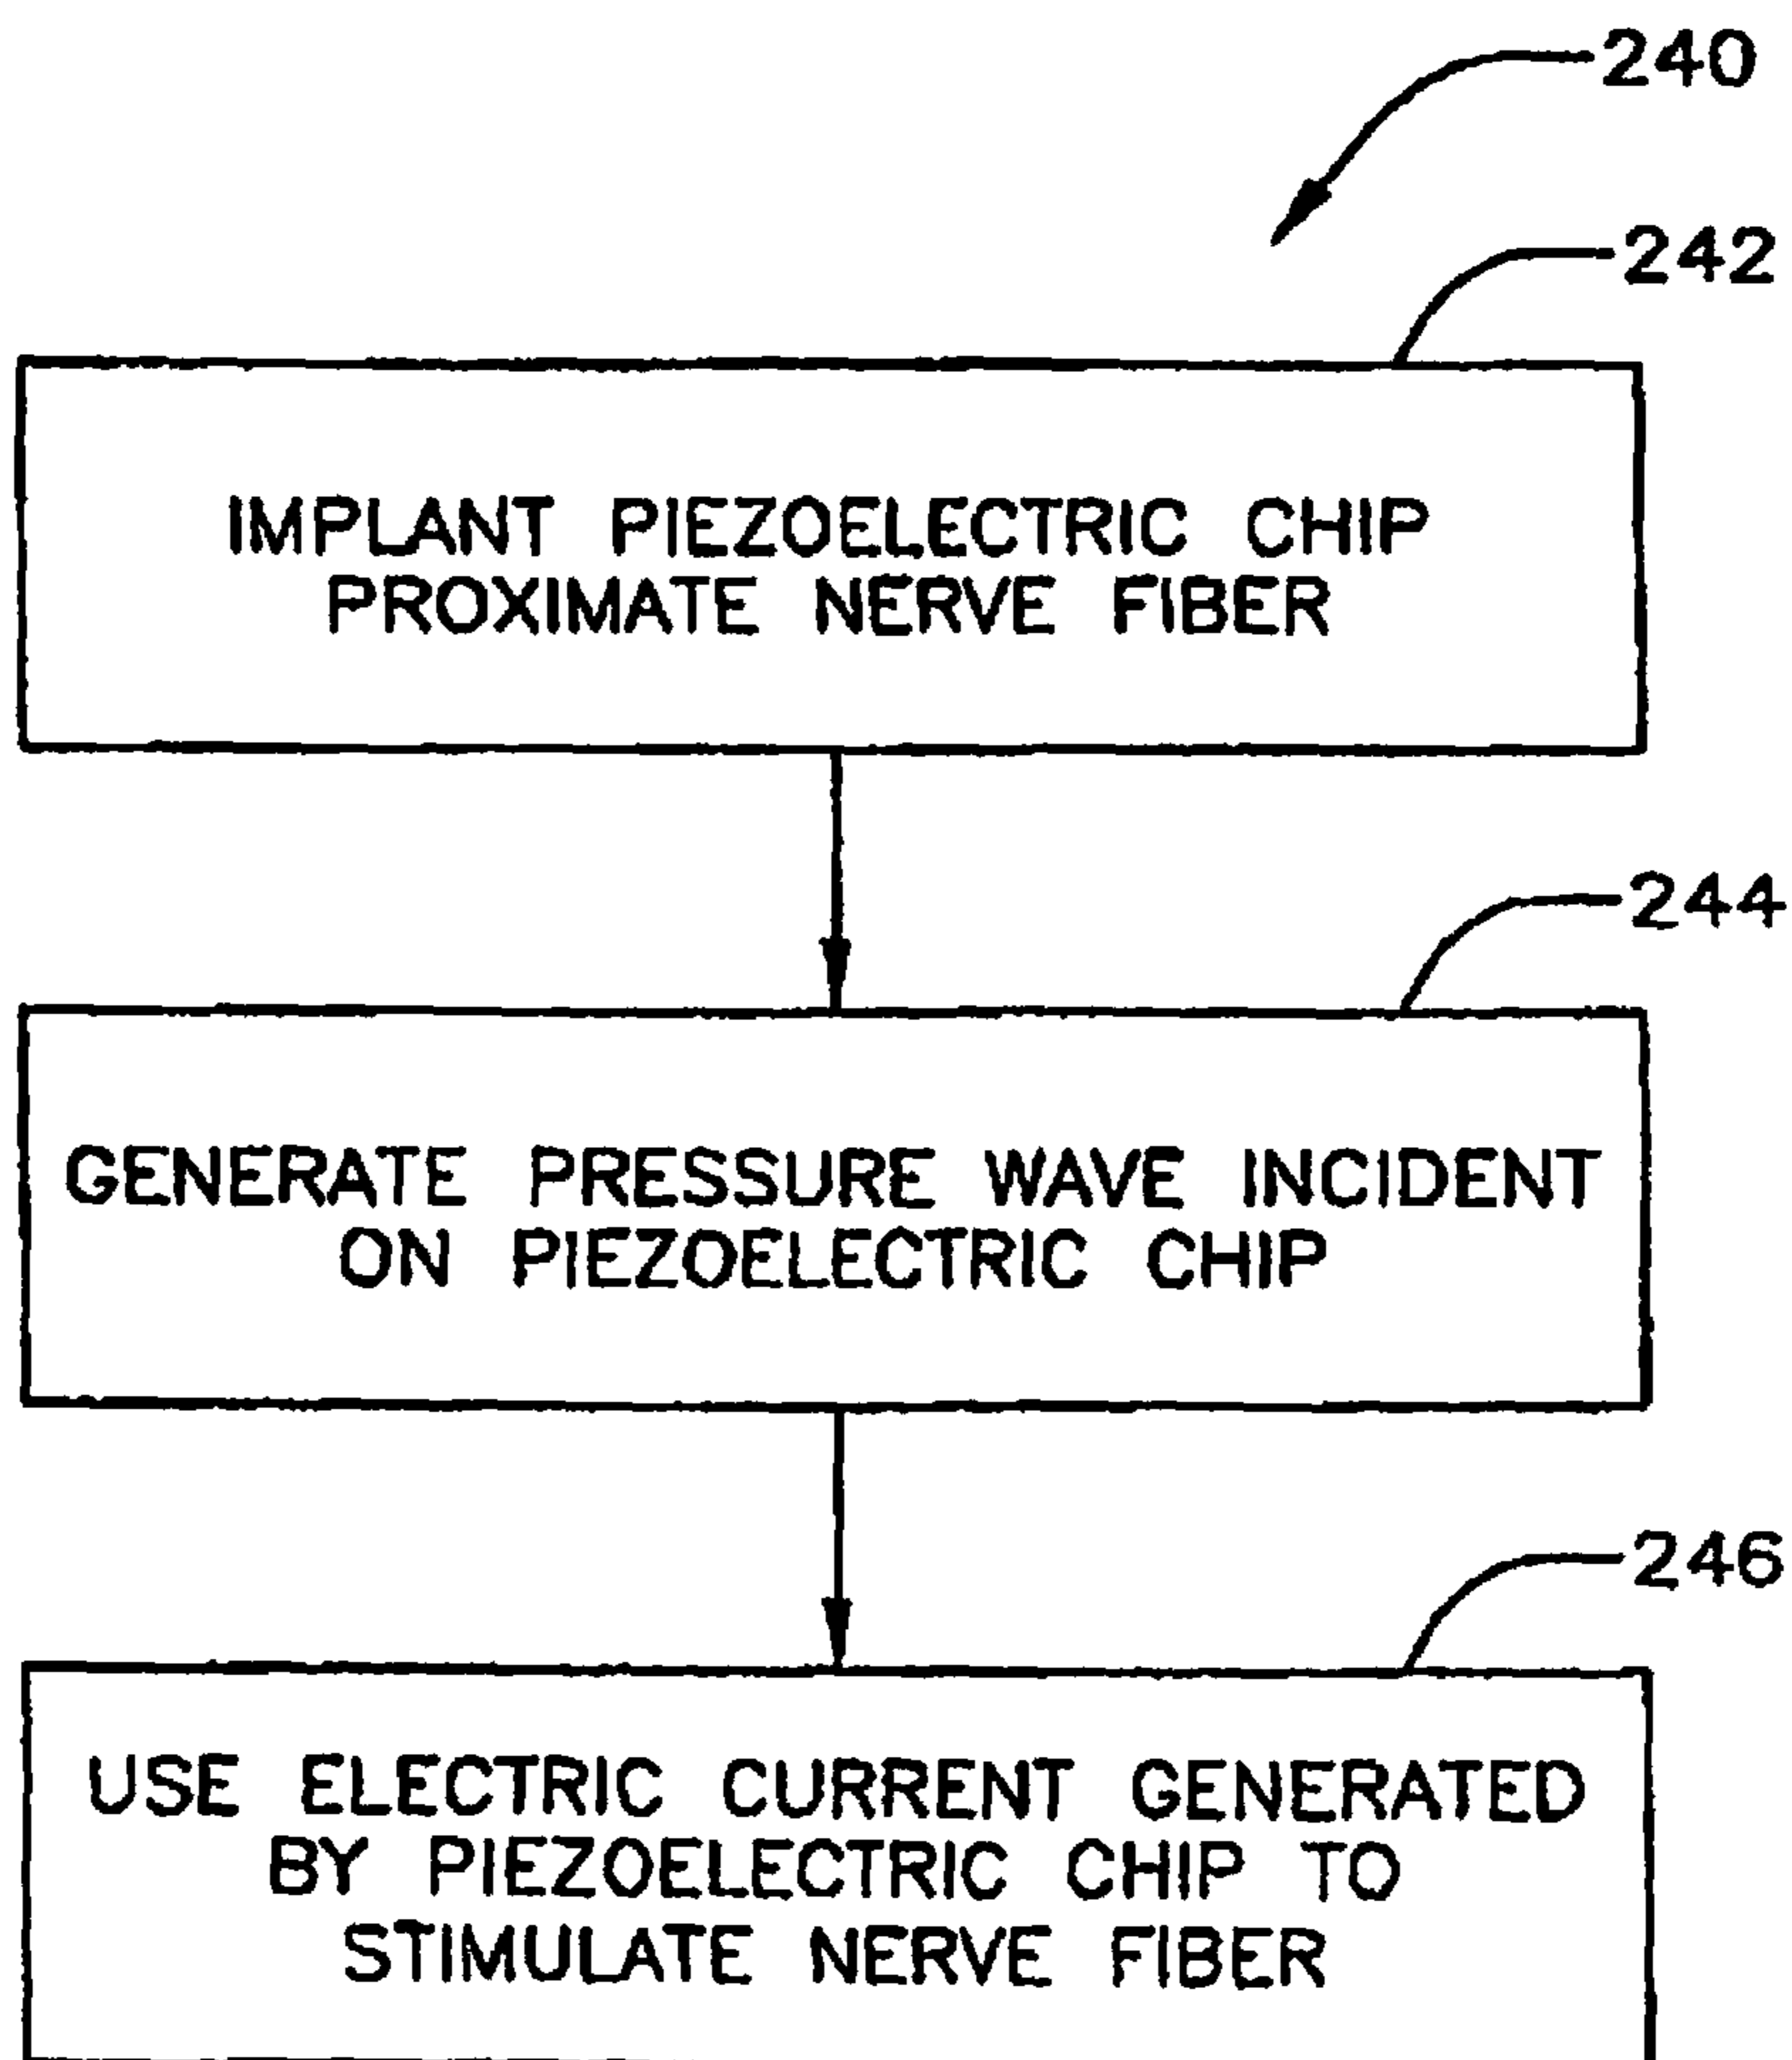 240
242
IMPLANT PIEZOELECTRIC CHIP
PROXIMATE NERVE FIBER
244
GENERATE PRESSURE WAVE INCIDENT
ON PIEZOELECTRIC CHIP
246
USE ELECTRIC CURRENT GENERATED
BY PIEZOELECTRIC CHIP TO
STIMULATE NERVE FIBER